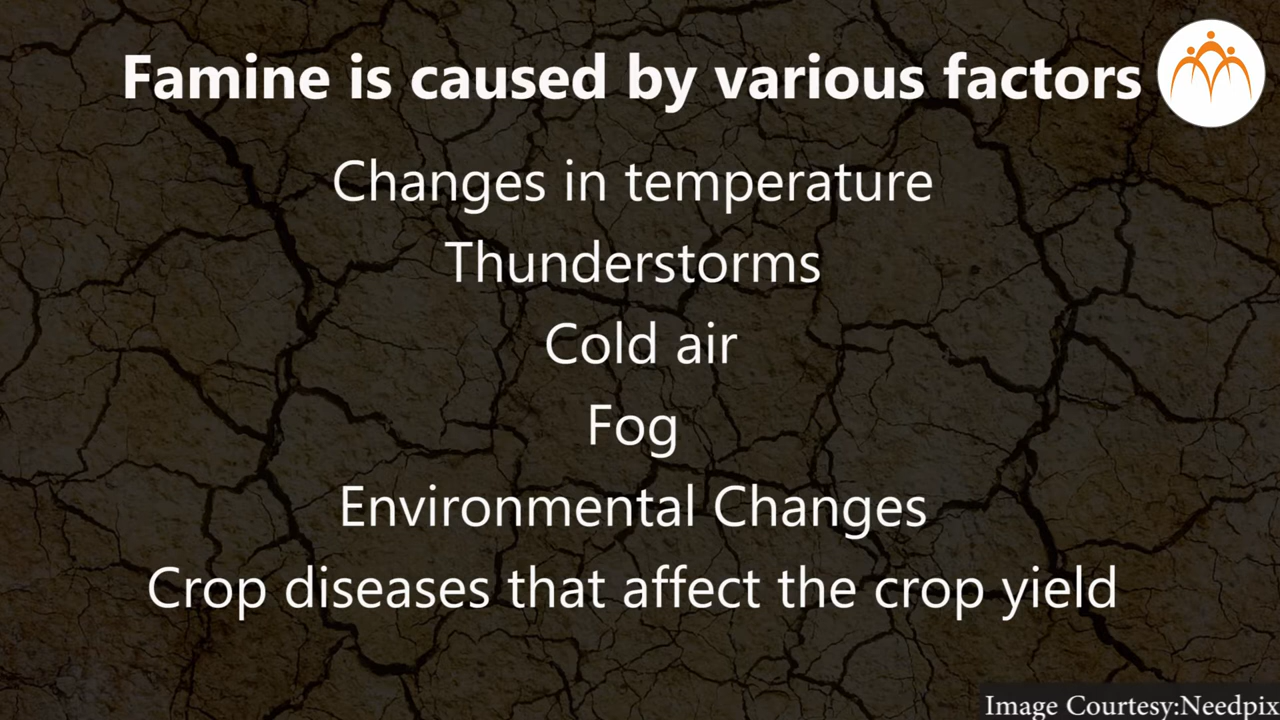 Famine is caused by various factors
Changes in temperature
Thunderstorms
Cold air
Fog
Environmental Changes
Crop diseases that affect the crop yield
Image Courtesy:Needpix